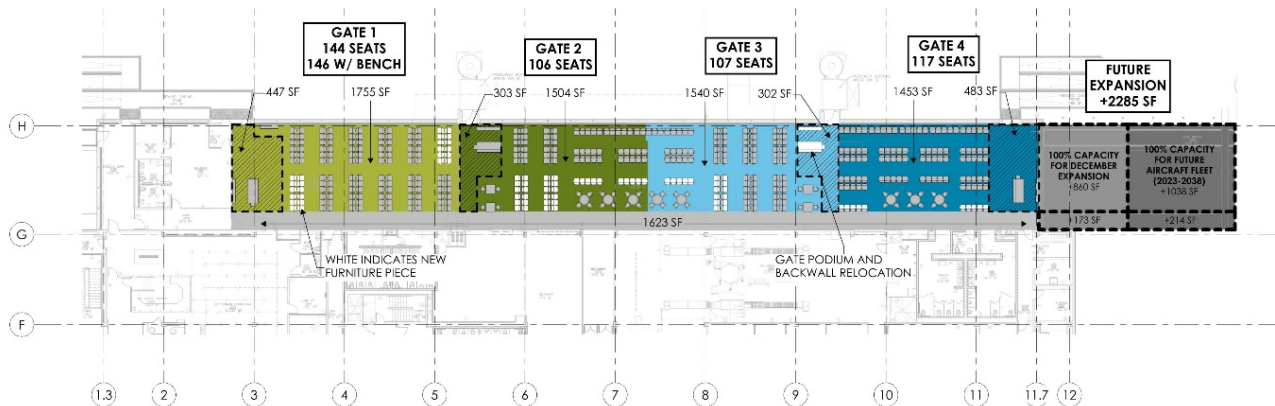 GATE 1
144 SEATS
146 W/ BENCH
GATE 2
106 SEATS
GATE 3
107 SEATS
GATE 4
117 SEATS
FUTURE
EXPANSION
+2285 SF
447 SF
1755 SF
303 SF
1504 SF
1540 SF
302 SF
1453 SF
483 SF
H
100% CAPACITY
FOR DECEMBER
EXPANSION
+860 SF
100% CAPACITY
FOR FUTURE
AIRCRAFT FLEET
(2023-2038)
+1038 SF
1623 SF
+173 SF
+214 SF
G
WHITE INDICATES NEW
FURNITURE PIECE
GATE PODIUM AND
BACKWALL RELOCATION
F
1.3
2
3
4
5
6
7
8
9
10
11
11.7
12